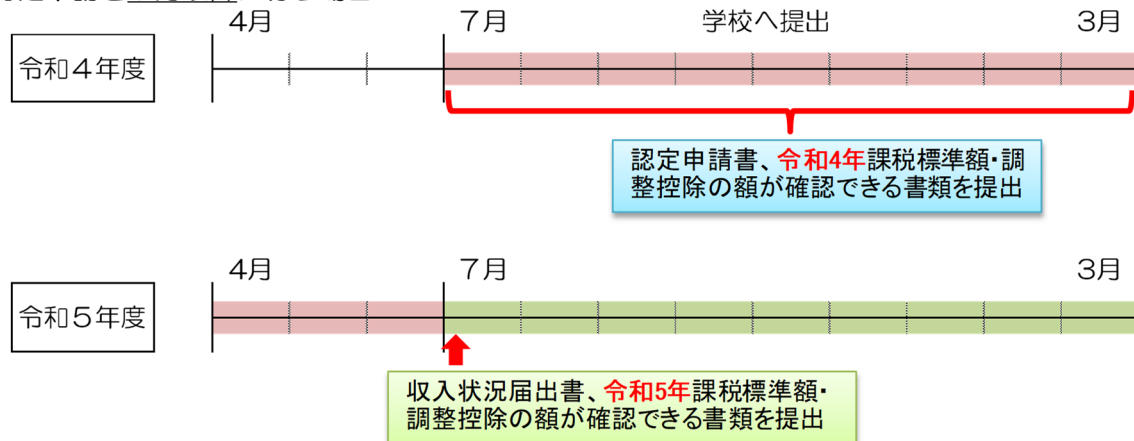 4月 7月 学校へ提出 3月
令和４年度
認定申請書、令和4年課税標準額・調
整控除の額が確認できる書類を提出
4月 7月 3月
令和５年度
収入状況届出書、令和5年課税標準額・
調整控除の額が確認できる書類を提出